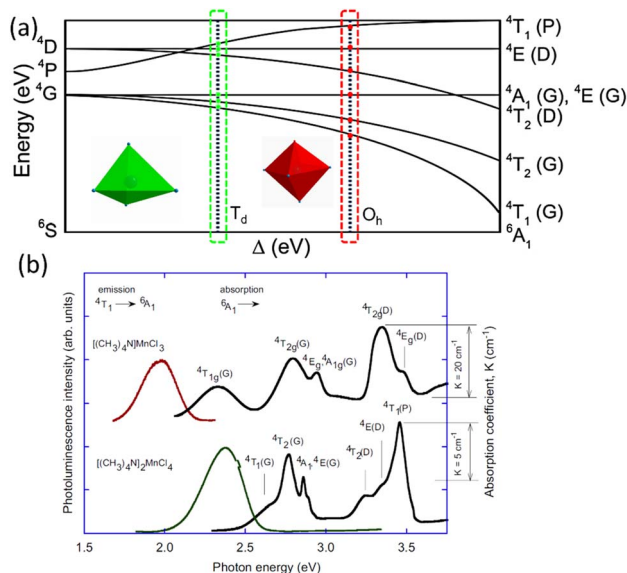 (a)
⁴D
⁴P
⁴G
⁶S
Energy (eV)
T_d
O_h
Δ (eV)
⁴T₁ (P)
⁴E (D)
⁴A₁ (G), ⁴E (G)
⁴T₂ (D)
⁴T₂ (G)
⁴T₁ (G)
⁶A₁
(b)
emission
⁴T₁ → ⁶A₁
absorption
⁶A₁ →
[(CH₃)₄N]MnCl₃
⁴T₁g(G)
⁴T₂g(G)
⁴Eg, ⁴A₁g(G)
⁴T₂g(D)
⁴Eg(D)
K = 20 cm⁻¹
[(CH₃)₄N]₂MnCl₄
⁴T₁(G)
⁴T₂(G)
⁴A₁, ⁴E(G)
⁴T₂(D)
⁴E(D)
⁴T₁(P)
K = 5 cm⁻¹
Photoluminescence intensity (arb. units)
Absorption coefficient, K (cm⁻¹)
1.5 2.0 2.5 3.0 3.5
Photon energy (eV)